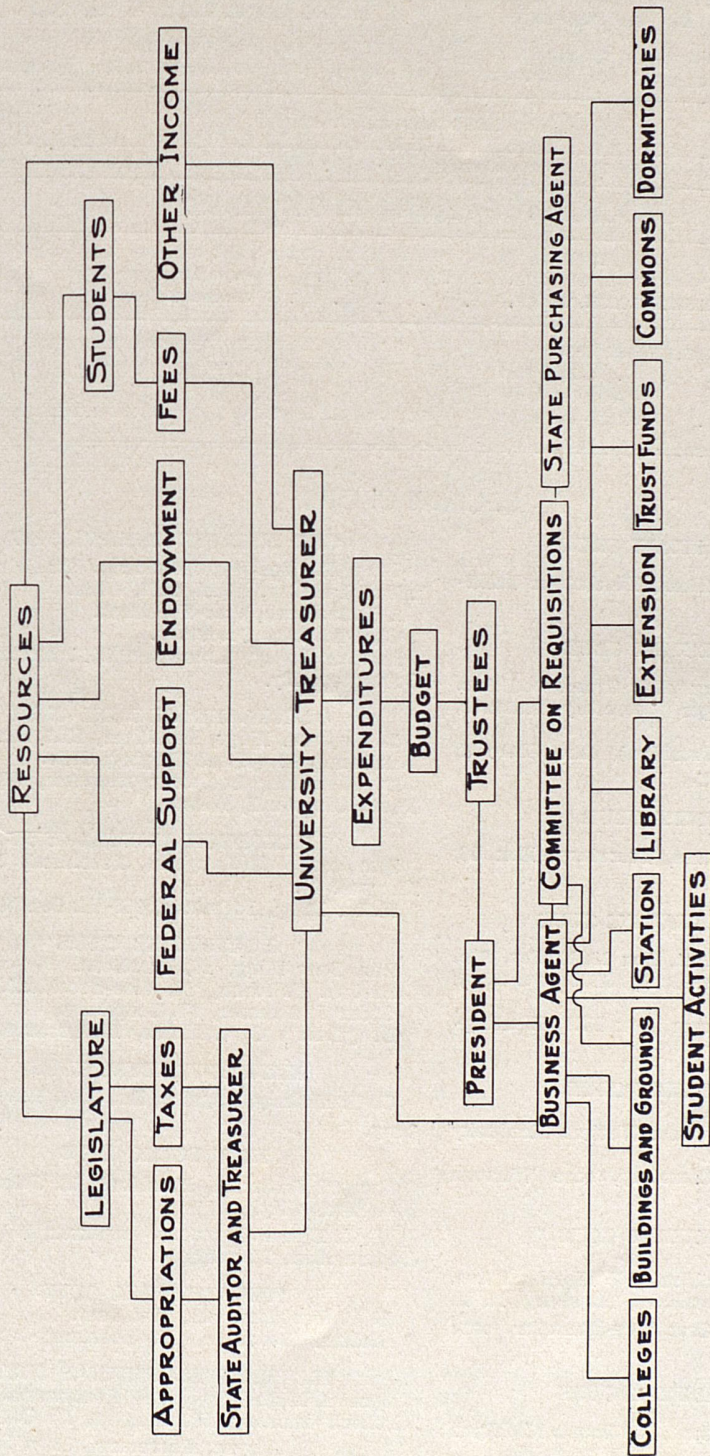 RESOURCES
LEGISLATURE
STUDENTS
APPROPRIATIONS
TAXES
FEDERAL SUPPORT
ENDOWMENT
FEES
OTHER INCOME
STATE AUDITOR AND TREASURER
UNIVERSITY TREASURER
EXPENDITURES
BUDGET
PRESIDENT
TRUSTEES
BUSINESS AGENT
COMMITTEE ON REQUISITIONS
STATE PURCHASING AGENT
COLLEGES
BUILDINGS AND GROUNDS
STATION
LIBRARY
EXTENSION
TRUST FUNDS
COMMONS
DORMITORIES
STUDENT ACTIVITIES